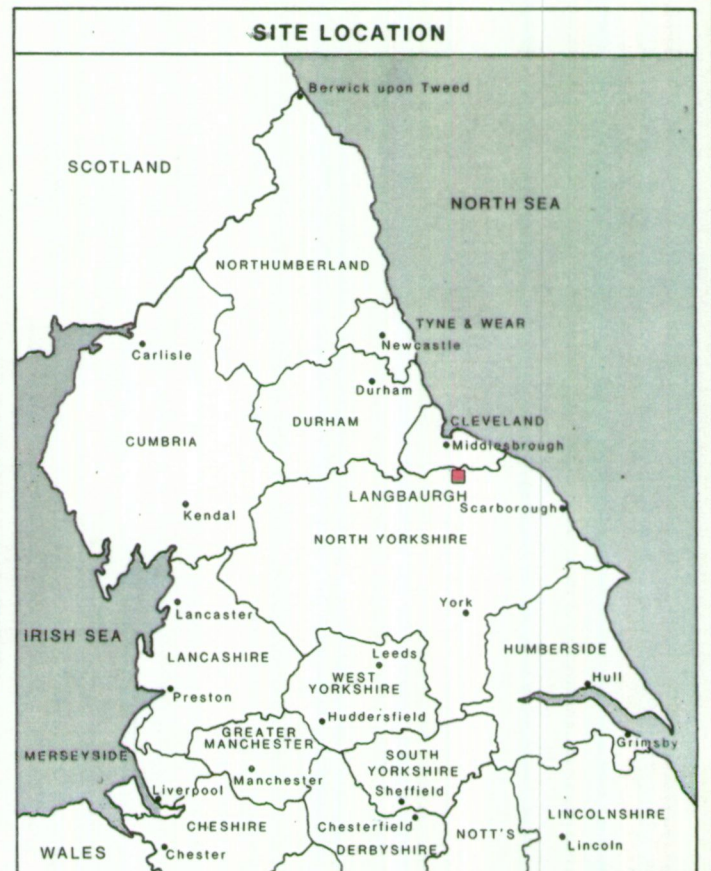 SITE LOCATION
Berwick upon Tweed
SCOTLAND
NORTH SEA
NORTHUMBERLAND
TYNE & WEAR
Newcastle
Carlisle
Durham
DURHAM
CLEVELAND
CUMBRIA
Middlesbrough
LANGBAURGH
Scarborough
Kendal
NORTH YORKSHIRE
York
Lancaster
IRISH SEA
HUMBERSIDE
LANCASHIRE
Leeds
WEST
YORKSHIRE
Hull
Preston
Huddersfield
GREATER
MANCHESTER
Grimsby
MERSEYSIDE
SOUTH
YORKSHIRE
Manchester
Liverpool
Sheffield
LINCOLNSHIRE
CHESHIRE
Chesterfield
NOTT'S
Lincoln
WALES
Chester
DERBYSHIRE